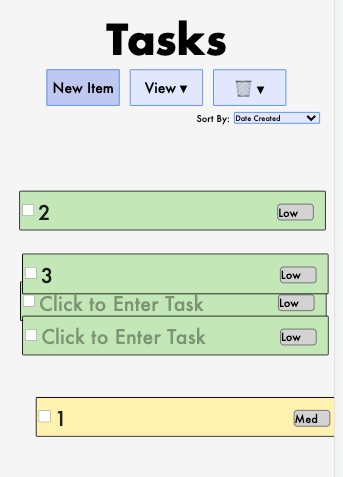 Tasks
New Item View ▾ 🗑️ ▾
Sort By: Date Created
2 Low
3 Low
Click to Enter Task Low
Click to Enter Task Low
1 Med